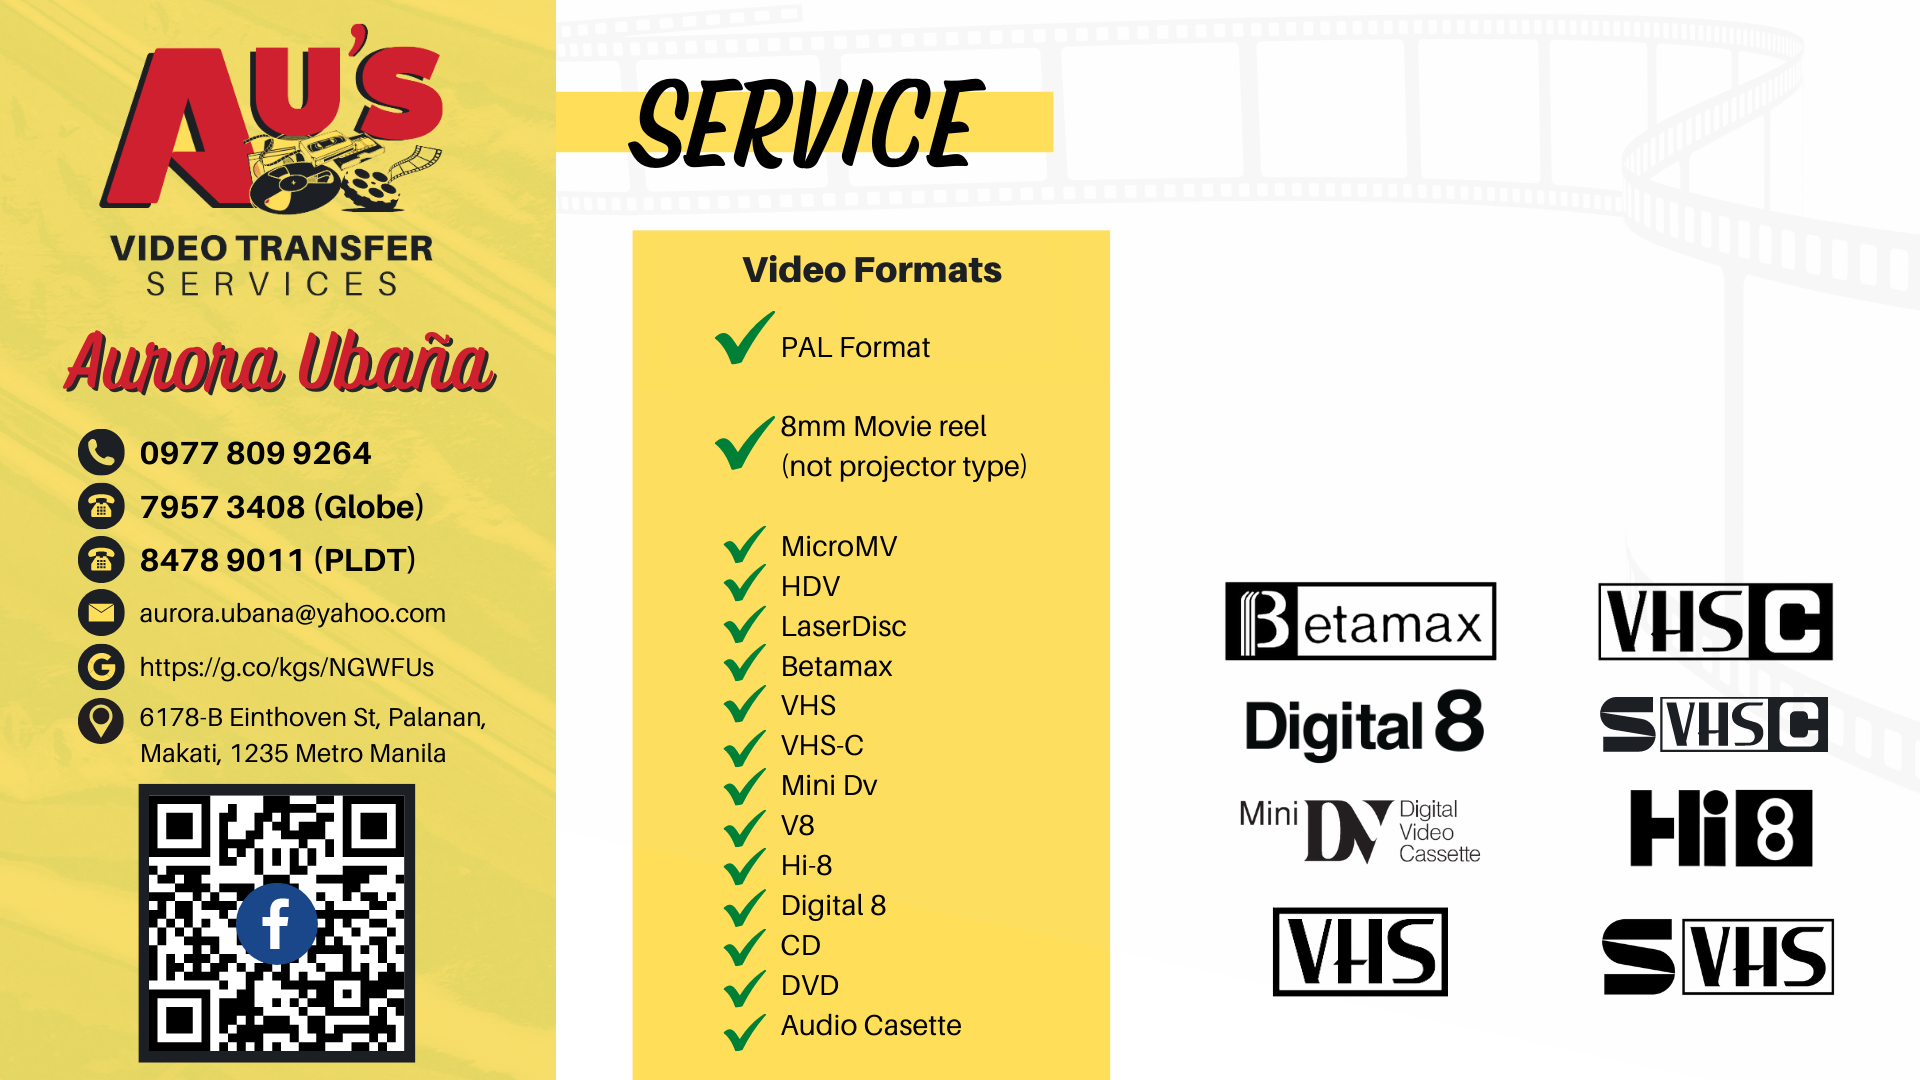 AU'S
VIDEO TRANSFER
SERVICES
Aurora Ubaña
0977 809 9264
7957 3408 (Globe)
8478 9011 (PLDT)
aurora.ubana@yahoo.com
https://g.co/kgs/NGWFUs
6178-B Einthoven St, Palanan,
Makati, 1235 Metro Manila
SERVICE
Video Formats
PAL Format
8mm Movie reel
(not projector type)
MicroMV
HDV
LaserDisc
Betamax
VHS
VHS-C
Mini Dv
V8
Hi-8
Digital 8
CD
DVD
Audio Casette
Betamax
VHS C
Digital 8
S VHS C
Mini DV Digital
Video
Cassette
Hi 8
VHS
S VHS